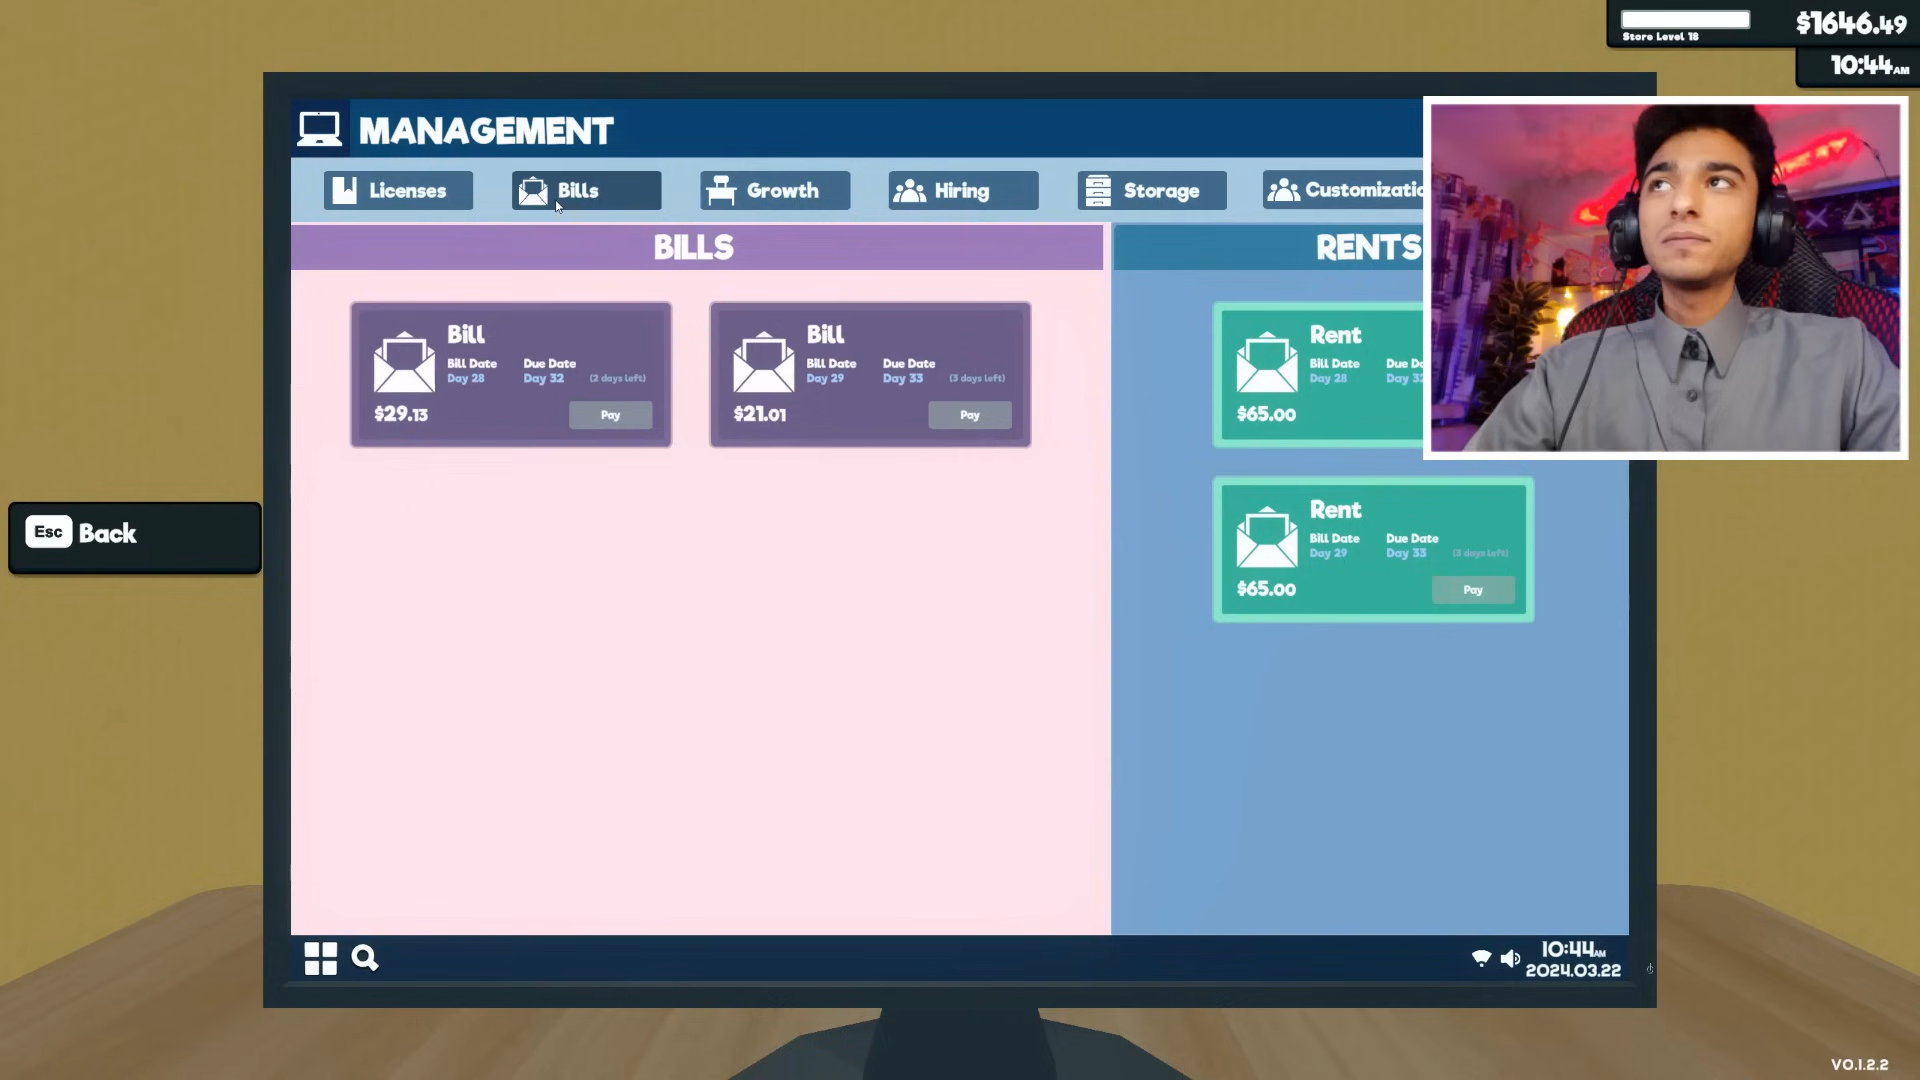 $1646.49
Store Level 18
10:44AM
MANAGEMENT
Licenses
Bills
Growth
Hiring
Storage
BILLS
RENTS
Bill
Bill Date
Due Date
Day 28
Day 32
(2 days left)
$29.13
Pay
Bill
Bill Date
Due Date
Day 29
Day 33
(3 days left)
$21.01
Pay
Rent
Bill Date
Day 28
Day 32
$65.00
Rent
Bill Date
Due Date
Day 29
Day 33
(3 days left)
$65.00
Pay
Esc Back
10:44AM
2024.03.22
V0.1.2.2